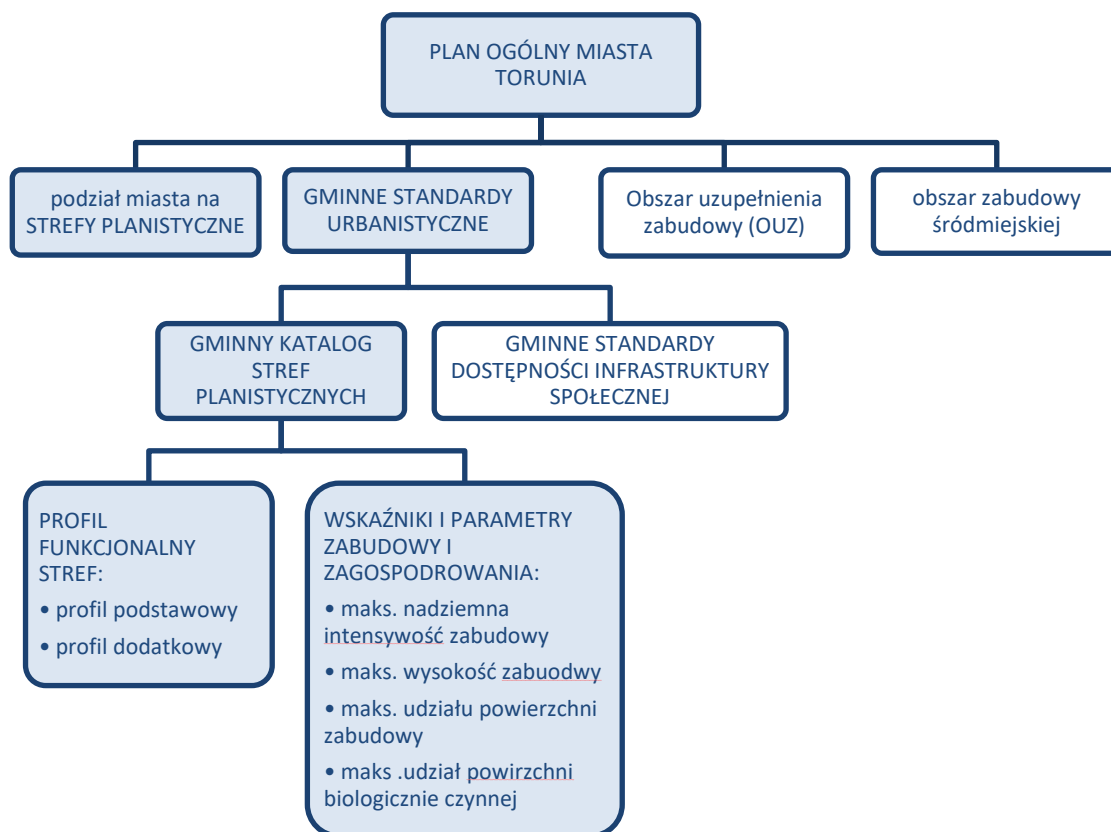 PLAN OGÓLNY MIASTA
TORUNIA
podział miasta na
STREFY PLANISTYCZNE
GMINNE STANDARDY
URBANISTYCZNE
Obszar uzupełnienia
zabudowy (OUZ)
obszar zabudowy
śródmiejskiej
GMINNY KATALOG
STREF
PLANISTYCZNYCH
GMINNE STANDARDY
DOSTĘPNOŚCI INFRASTRUKTURY
SPOŁECZNEJ
PROFIL
FUNKCJONALNY
STREF:
• profil podstawowy
• profil dodatkowy
WSKAŹNIKI I PARAMETRY
ZABUDOWY I
ZAGOSPODROWANIA:
• maks. nadziemna
intensywość zabudowy
• maks. wysokość zabuodwy
• maks. udziału powierzchni
zabudowy
• maks .udział powirzchni
biologicznie czynnej